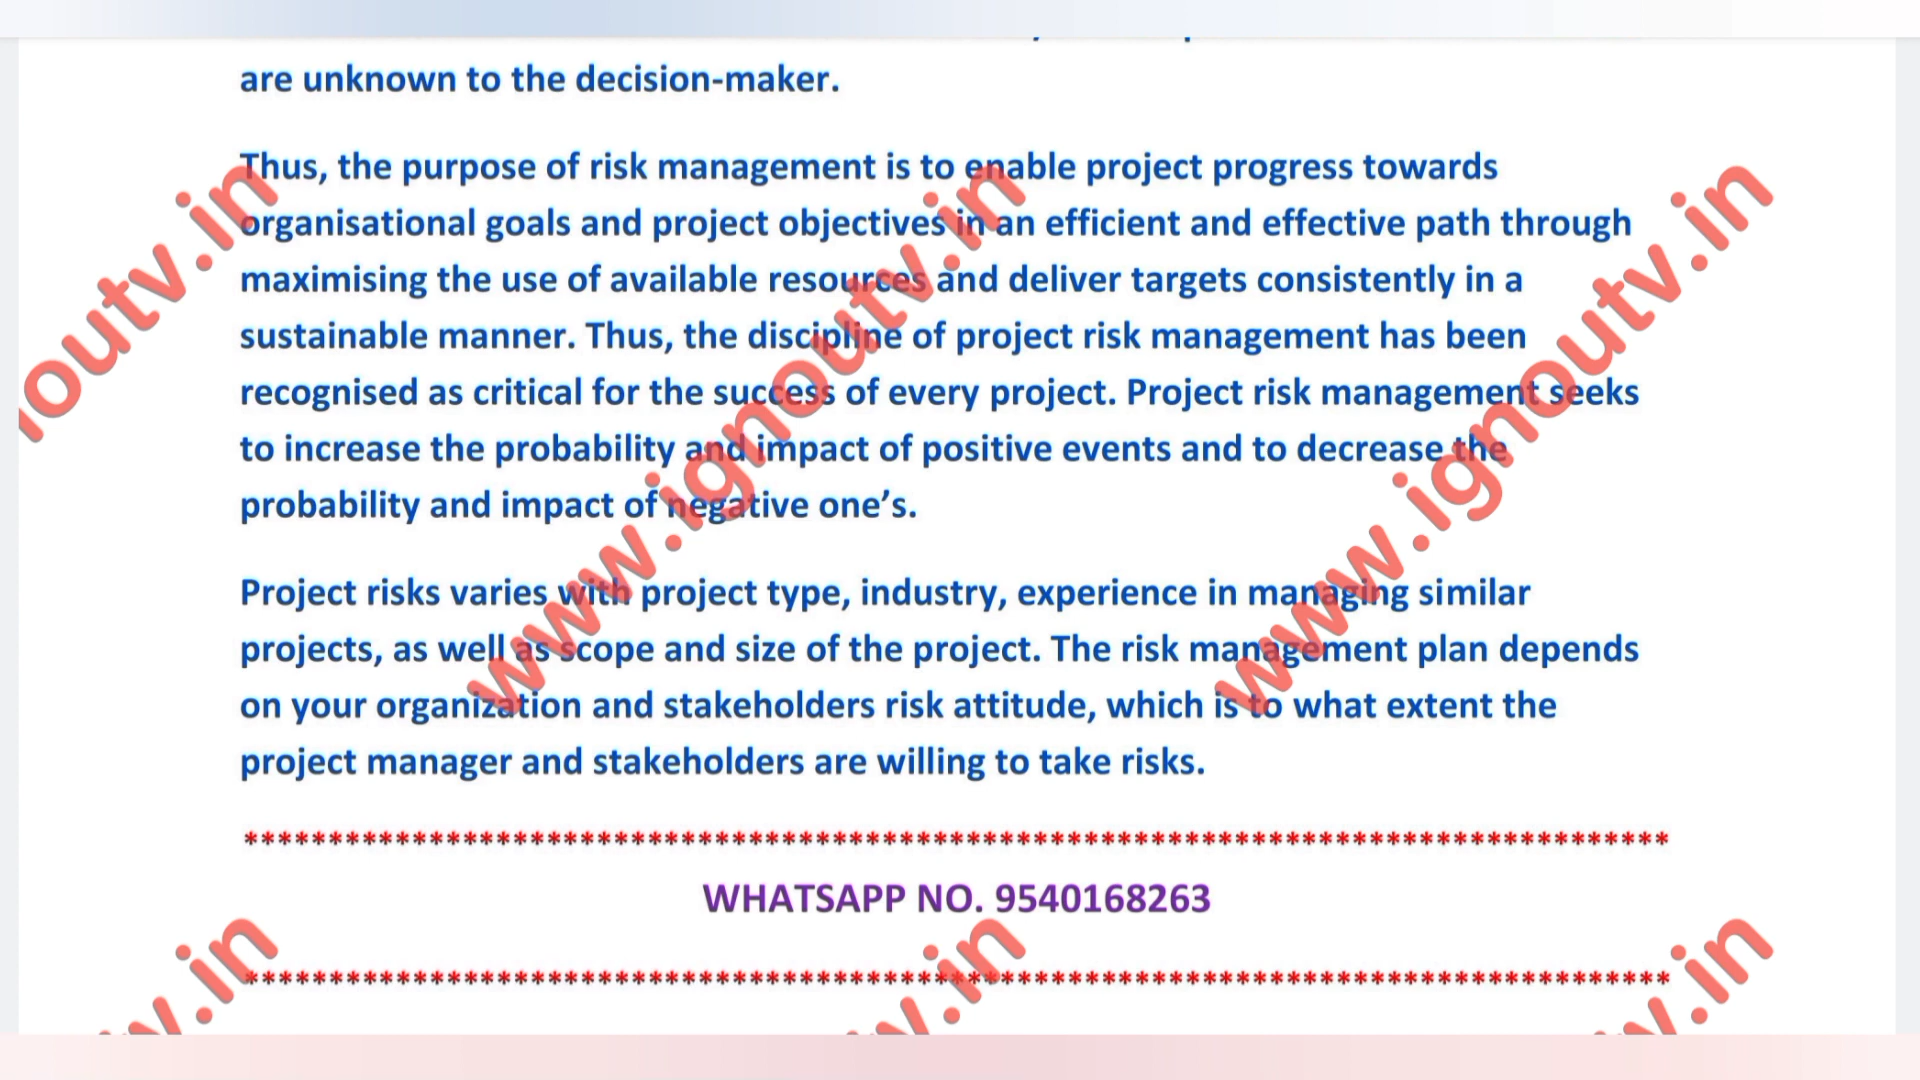 are unknown to the decision-maker.
Thus, the purpose of risk management is to enable project progress towards
organisational goals and project objectives in an efficient and effective path through
maximising the use of available resources and deliver targets consistently in a
sustainable manner. Thus, the discipline of project risk management has been
recognised as critical for the success of every project. Project risk management seeks
to increase the probability and impact of positive events and to decrease the
probability and impact of negative one’s.
Project risks varies with project type, industry, experience in managing similar
projects, as well as scope and size of the project. The risk management plan depends
on your organization and stakeholders risk attitude, which is to what extent the
project manager and stakeholders are willing to take risks.
WHATSAPP NO. 9540168263
outv.in
www.ignoutv.in
www.ignoutv.in
v.in
v.in
v.in